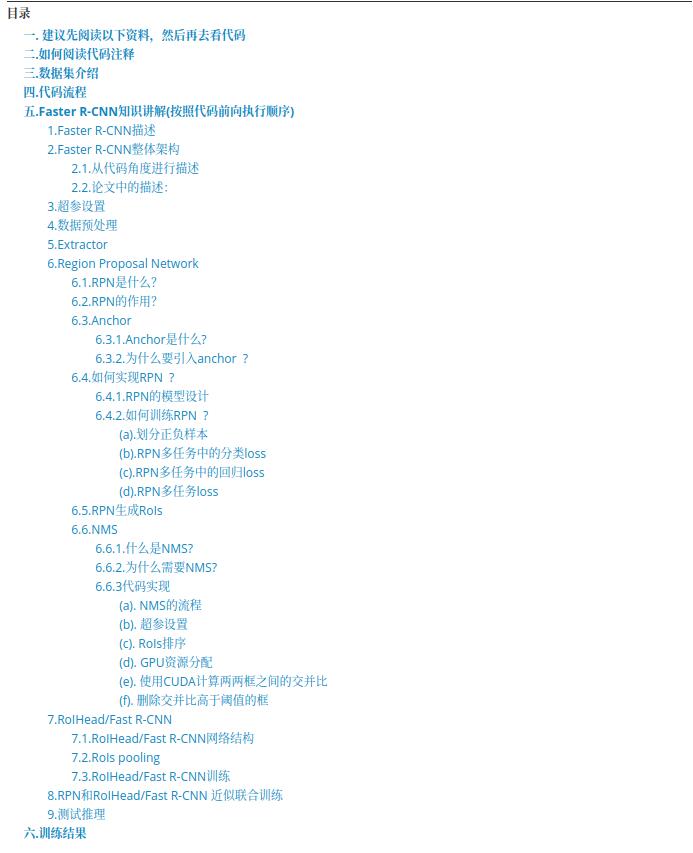 目录
一. 建议先阅读以下资料，然后再去看代码
二.如何阅读代码注释
三.数据集介绍
四.代码流程
五.Faster R-CNN知识讲解(按照代码前向执行顺序)
1.Faster R-CNN描述
2.Faster R-CNN整体架构
2.1.从代码角度进行描述
2.2.论文中的描述：
3.超参设置
4.数据预处理
5.Extractor
6.Region Proposal Network
6.1.RPN是什么？
6.2.RPN的作用？
6.3.Anchor
6.3.1.Anchor是什么？
6.3.2.为什么要引入anchor ？
6.4.如何实现RPN ？
6.4.1.RPN的模型设计
6.4.2.如何训练RPN ？
(a).划分正负样本
(b).RPN多任务中的分类loss
(c).RPN多任务中的回归loss
(d).RPN多任务loss
6.5.RPN生成RoIs
6.6.NMS
6.6.1.什么是NMS?
6.6.2.为什么需要NMS?
6.6.3代码实现
(a). NMS的流程
(b). 超参设置
(c). RoIs排序
(d). GPU资源分配
(e). 使用CUDA计算两两框之间的交并比
(f). 删除交并比高于阈值的框
7.RoIHead/Fast R-CNN
7.1.RoIHead/Fast R-CNN网络结构
7.2.RoIs pooling
7.3.RoIHead/Fast R-CNN训练
8.RPN和RoIHead/Fast R-CNN 近似联合训练
9.测试推理
六.训练结果